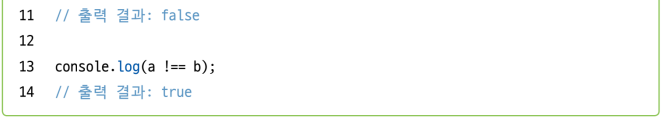 11 // 출력 결과: false
12
13 console.log(a !== b);
14 // 출력 결과: true